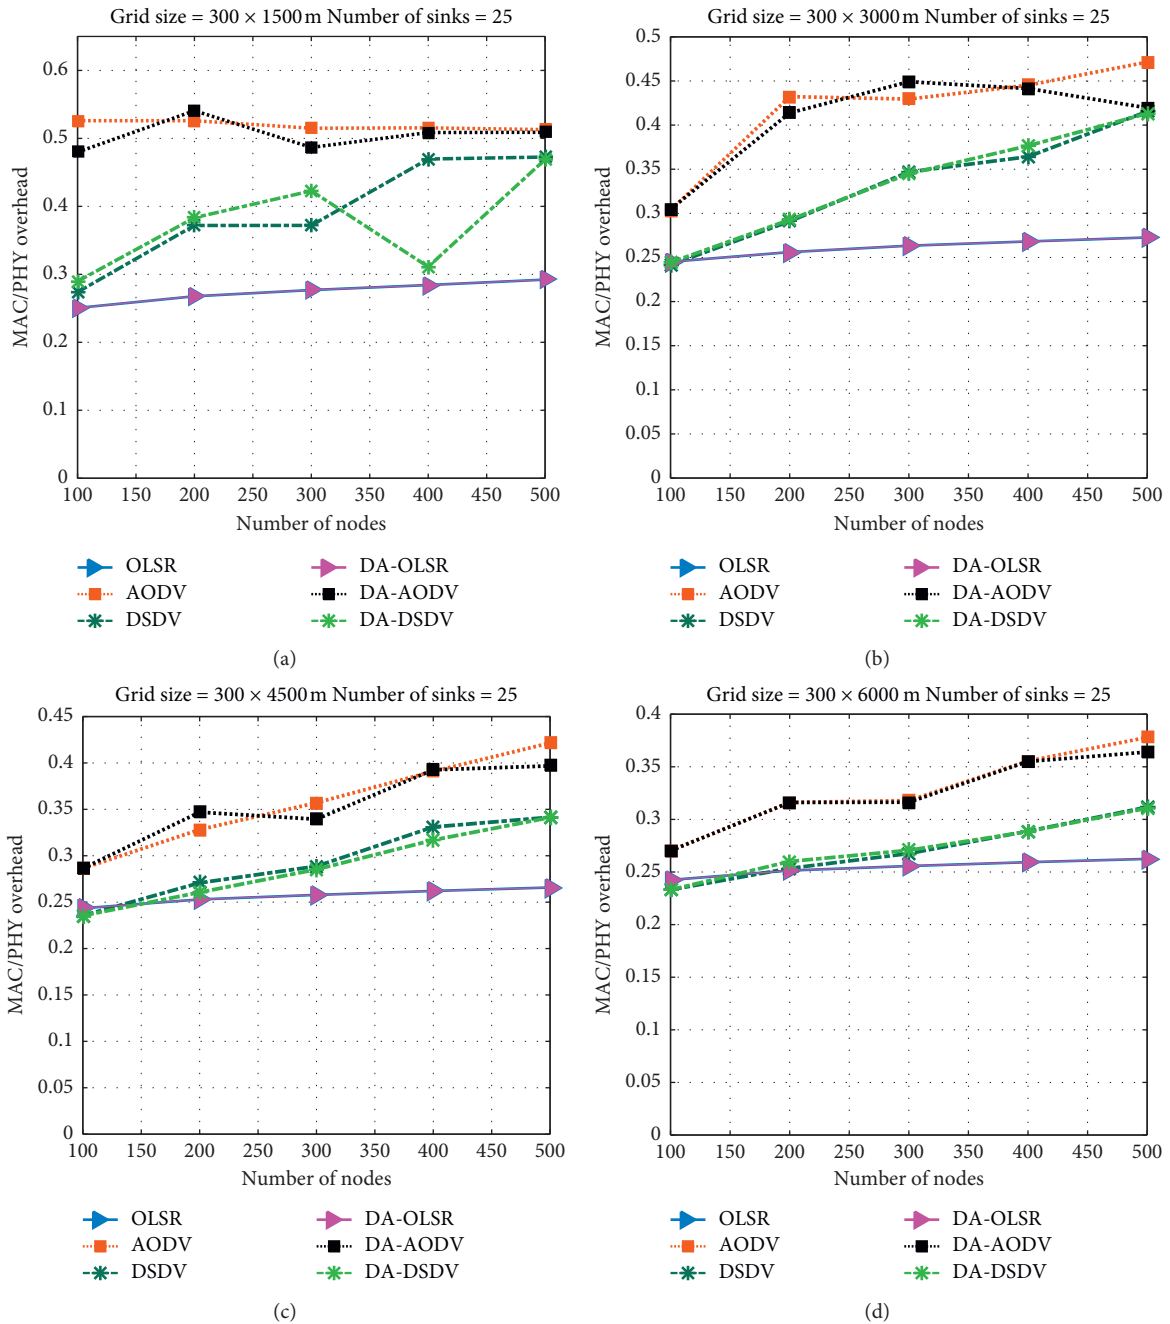 Grid size = 300 × 1500 m Number of sinks = 25
0.6
0.5
0.4
0.3
0.2
0.1
0
MAC/PHY overhead
100 150 200 250 300 350 400 450 500
Number of nodes
OLSR DA-OLSR
AODV DA-AODV
DSDV DA-DSDV
(a)
Grid size = 300 × 3000 m Number of sinks = 25
0.5
0.45
0.4
0.35
0.3
0.25
0.2
0.15
0.1
0.05
0
MAC/PHY overhead
100 150 200 250 300 350 400 450 500
Number of nodes
OLSR DA-OLSR
AODV DA-AODV
DSDV DA-DSDV
(b)
Grid size = 300 × 4500 m Number of sinks = 25
0.45
0.4
0.35
0.3
0.25
0.2
0.15
0.1
0.05
0
MAC/PHY overhead
100 150 200 250 300 350 400 450 500
Number of nodes
OLSR DA-OLSR
AODV DA-AODV
DSDV DA-DSDV
(c)
Grid size = 300 × 6000 m Number of sinks = 25
0.4
0.35
0.3
0.25
0.2
0.15
0.1
0.05
0
MAC/PHY overhead
100 150 200 250 300 350 400 450 500
Number of nodes
OLSR DA-OLSR
AODV DA-AODV
DSDV DA-DSDV
(d)